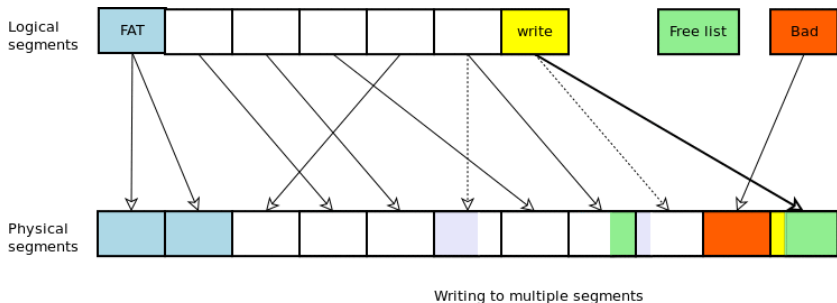 Logical
segments
FAT
write
Free list
Bad
Physical
segments
Writing to multiple segments